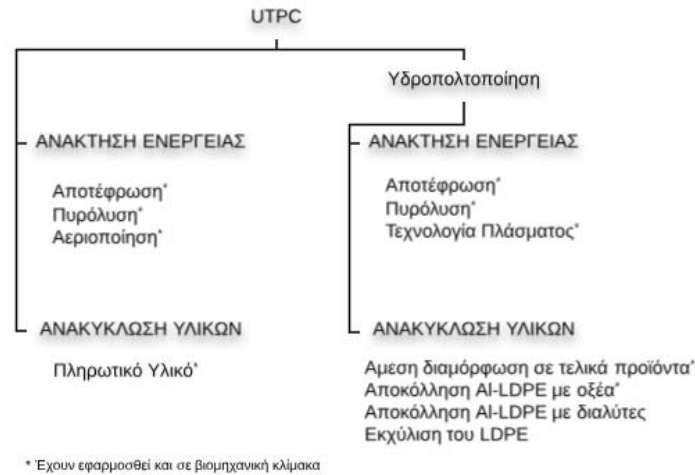 UTPC
Υδροπολτοποίηση
ΑΝΑΚΤΗΣΗ ΕΝΕΡΓΕΙΑΣ
Αποτέφρωση*
Πυρόλυση*
Αεριοποίηση*
ΑΝΑΚΥΚΛΩΣΗ ΥΛΙΚΩΝ
Πληρωτικό Υλικό*
ΑΝΑΚΤΗΣΗ ΕΝΕΡΓΕΙΑΣ
Αποτέφρωση*
Πυρόλυση*
Τεχνολογία Πλάσματος*
ΑΝΑΚΥΚΛΩΣΗ ΥΛΙΚΩΝ
Αμεση διαμόρφωση σε τελικά προϊόντα*
Αποκόλληση Al-LDPE με οξέα*
Αποκόλληση Al-LDPE με διαλύτες
Εκχύλιση του LDPE
* Έχουν εφαρμοσθεί και σε βιομηχανική κλίμακα